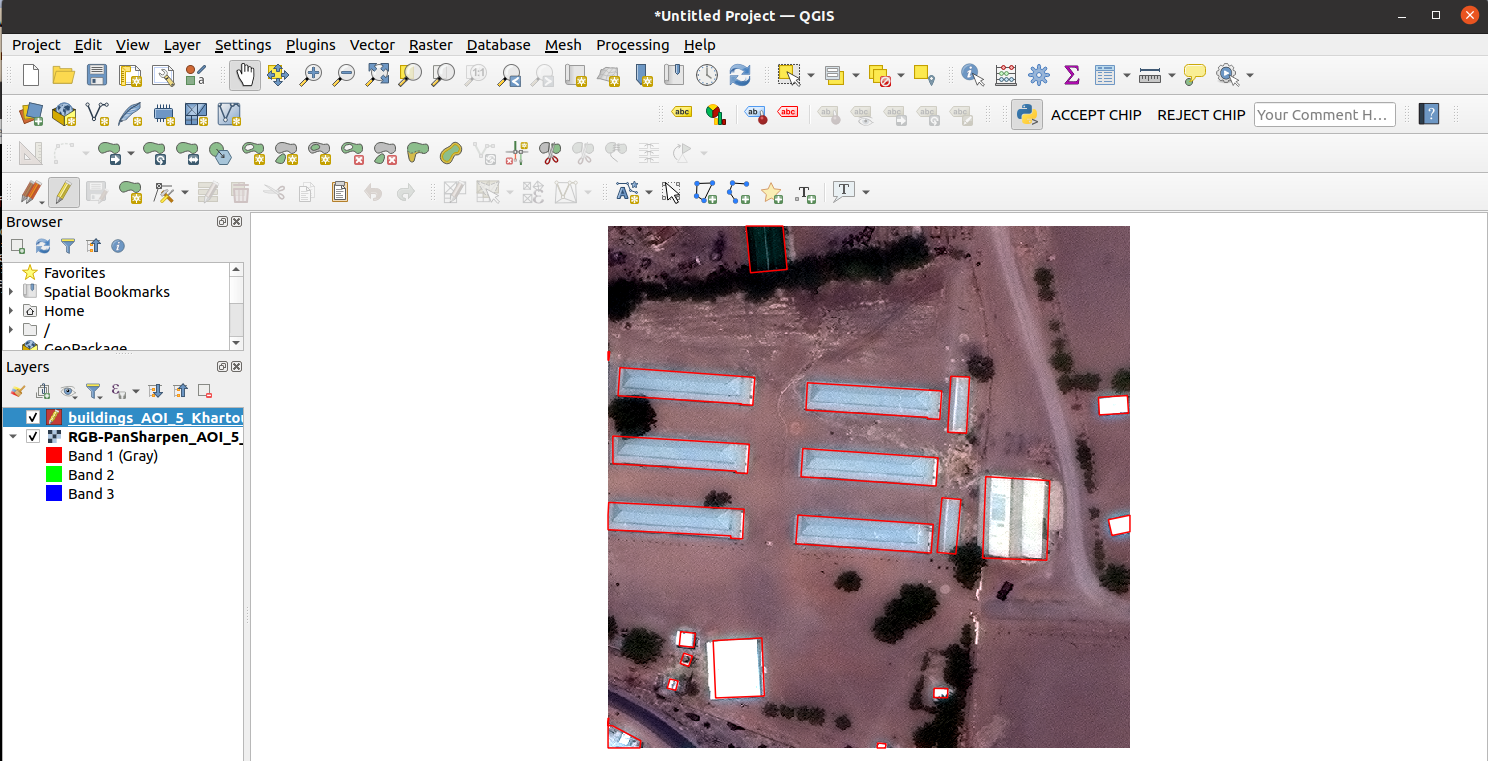 *Untitled Project — QGIS
Project Edit View Layer Settings Plugins Vector Raster Database Mesh Processing Help
ACCEPT CHIP REJECT CHIP Your Comment H...
Browser
Favorites
Spatial Bookmarks
Home
/
GeoPackage
Layers
buildings_AOI_5_Khartou
RGB-PanSharpen_AOI_5_
Band 1 (Gray)
Band 2
Band 3